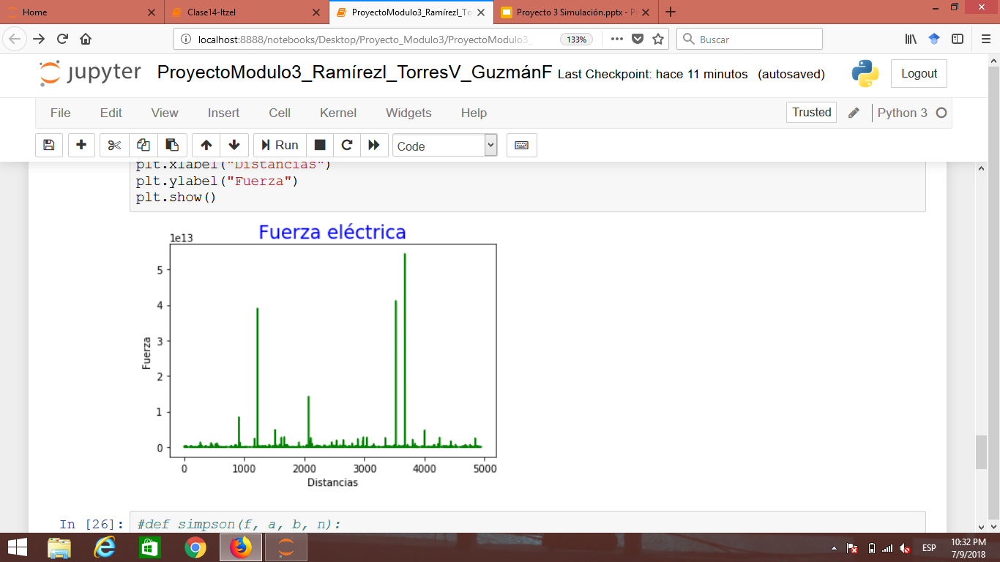 Home
Clase14-Itzel
ProyectoModulo3_RamírezI_To
Proyecto 3 Simulación.pptx - P
localhost:8888/notebooks/Desktop/Proyecto_Modulo3/ProyectoModulo3_
133%
Buscar
jupyter ProyectoModulo3_RamírezI_TorresV_GuzmánF Last Checkpoint: hace 11 minutos (autosaved)
Logout
File Edit View Insert Cell Kernel Widgets Help
Trusted
Python 3
Run
Code
plt.xlabel("Distancias")
plt.ylabel("Fuerza")
plt.show()
Fuerza eléctrica
1e13
5
4
3
2
1
0
Fuerza
0 1000 2000 3000 4000 5000
Distancias
In [26]: #def simpson(f, a, b, n):
ESP
10:32 PM
7/9/2018